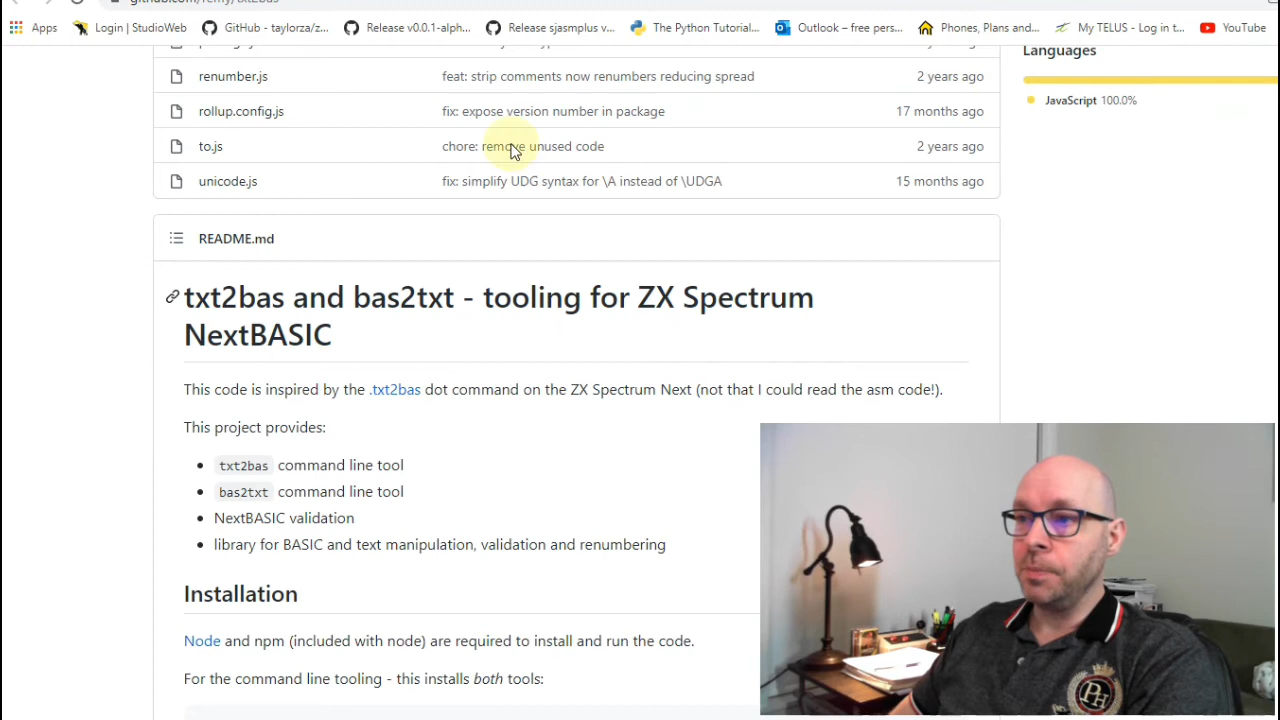 Apps
Login | StudioWeb
GitHub - taylorza/z...
Release v0.0.1-alph...
Release sjasmplus v...
The Python Tutorial...
Outlook – free pers...
Phones, Plans and...
My TELUS - Log in t...
YouTube
Languages
JavaScript 100.0%
renumber.js feat: strip comments now renumbers reducing spread 2 years ago
rollup.config.js fix: expose version number in package 17 months ago
to.js chore: remove unused code 2 years ago
unicode.js fix: simplify UDG syntax for \A instead of \UDGA 15 months ago
README.md
txt2bas and bas2txt - tooling for ZX Spectrum
NextBASIC
This code is inspired by the .txt2bas dot command on the ZX Spectrum Next (not that I could read the asm code!).
This project provides:
txt2bas command line tool
bas2txt command line tool
NextBASIC validation
library for BASIC and text manipulation, validation and renumbering
Installation
Node and npm (included with node) are required to install and run the code.
For the command line tooling - this installs both tools:
PH